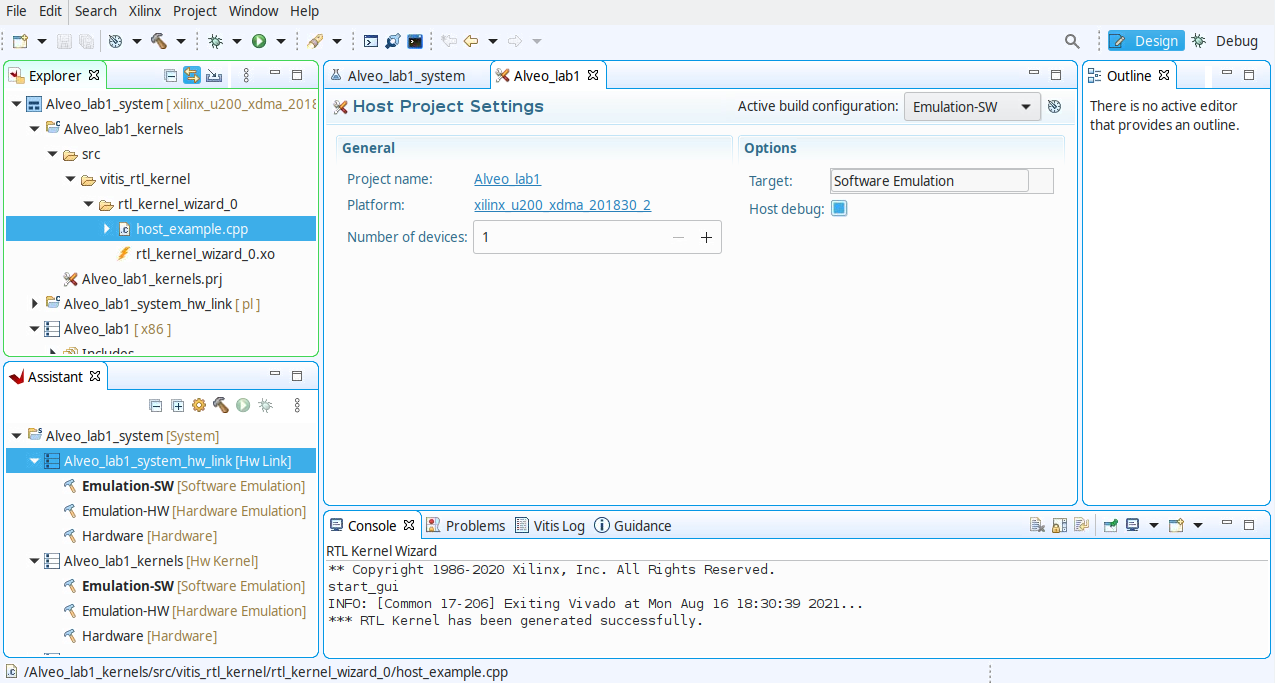 File Edit Search Xilinx Project Window Help
Design Debug
Explorer
Alveo_lab1_system [ xilinx_u200_xdma_2018
Alveo_lab1_kernels
src
vitis_rtl_kernel
rtl_kernel_wizard_0
host_example.cpp
rtl_kernel_wizard_0.xo
Alveo_lab1_kernels.prj
Alveo_lab1_system_hw_link [ pl ]
Alveo_lab1 [ x86 ]
Includes
Assistant
Alveo_lab1_system [System]
Alveo_lab1_system_hw_link [Hw Link]
Emulation-SW [Software Emulation]
Emulation-HW [Hardware Emulation]
Hardware [Hardware]
Alveo_lab1_kernels [Hw Kernel]
Emulation-SW [Software Emulation]
Emulation-HW [Hardware Emulation]
Hardware [Hardware]
Alveo_lab1_system Alveo_lab1
Host Project Settings Active build configuration: Emulation-SW
General
Project name: Alveo_lab1
Platform: xilinx_u200_xdma_201830_2
Number of devices: 1
Options
Target: Software Emulation
Host debug:
Outline
There is no active editor
that provides an outline.
Console Problems Vitis Log Guidance
RTL Kernel Wizard
** Copyright 1986-2020 Xilinx, Inc. All Rights Reserved.
start_gui
INFO: [Common 17-206] Exiting Vivado at Mon Aug 16 18:30:39 2021...
*** RTL Kernel has been generated successfully.
/Alveo_lab1_kernels/src/vitis_rtl_kernel/rtl_kernel_wizard_0/host_example.cpp